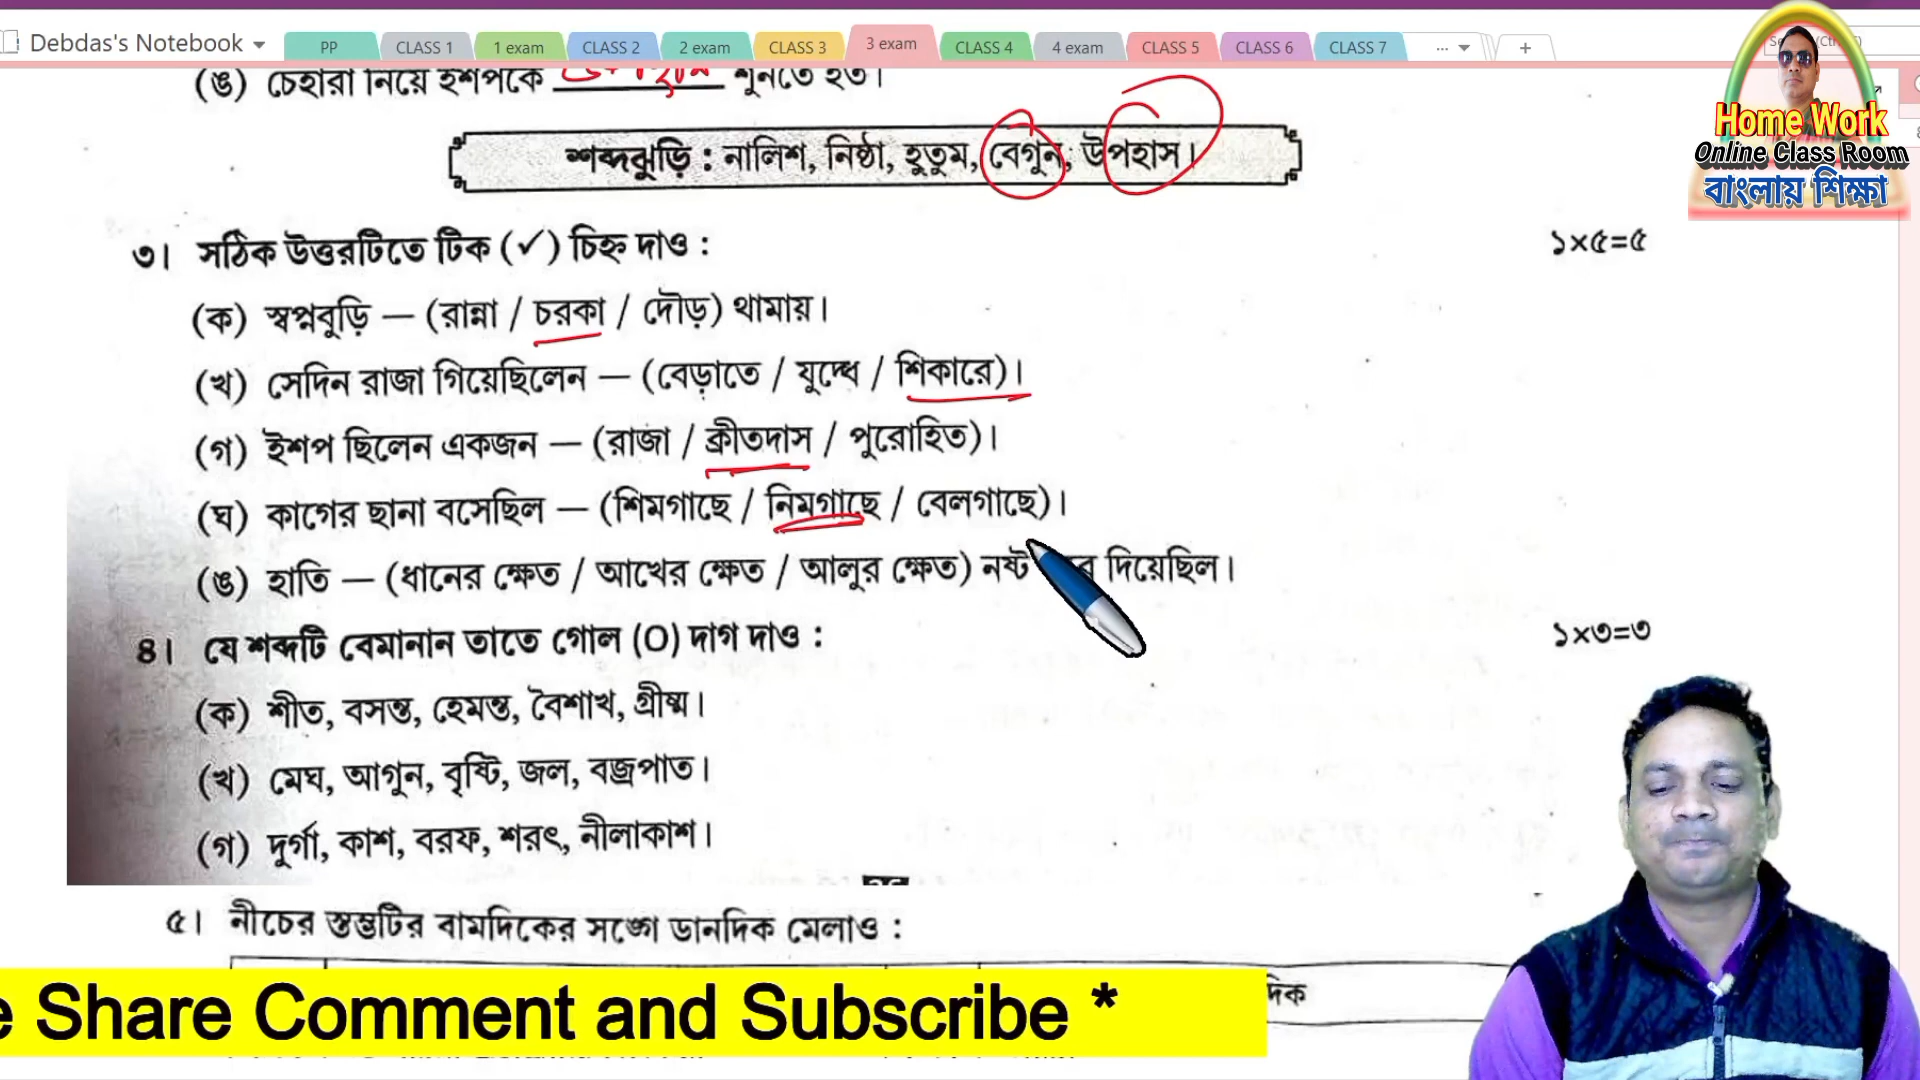 Debdas's Notebook
PP
CLASS 1
1 exam
CLASS 2
2 exam
CLASS 3
3 exam
CLASS 4
4 exam
CLASS 5
CLASS 6
CLASS 7
Home Work
Online Class Room
বাংলায় শিক্ষা
(ঙ) চেহারা নিয়ে ইশপকে শুনতে হত।
শব্দঝুড়ি : নালিশ, নিষ্ঠা, হুতুম, বেগুন, উপহাস।
৩। সঠিক উত্তরটিতে টিক (✓) চিহ্ন দাও : ১×৫=৫
(ক) স্বপ্নবুড়ি — (রান্না / চরকা / দৌড়) থামায়।
(খ) সেদিন রাজা গিয়েছিলেন — (বেড়াতে / যুদ্ধে / শিকারে)।
(গ) ইশপ ছিলেন একজন — (রাজা / ক্রীতদাস / পুরোহিত)।
(ঘ) কাগের ছানা বসেছিল — (শিমগাছে / নিমগাছে / বেলগাছে)।
(ঙ) হাতি — (ধানের ক্ষেত / আখের ক্ষেত / আলুর ক্ষেত) নষ্ট দিয়েছিল।
৪। যে শব্দটি বেমানান তাতে গোল (O) দাগ দাও : ১×৩=৩
(ক) শীত, বসন্ত, হেমন্ত, বৈশাখ, গ্রীষ্ম।
(খ) মেঘ, আগুন, বৃষ্টি, জল, বজ্রপাত।
(গ) দুর্গা, কাশ, বরফ, শরৎ, নীলাকাশ।
৫। নীচের স্তম্ভটির বামদিকের সঙ্গে ডানদিক মেলাও :
Share Comment and Subscribe *